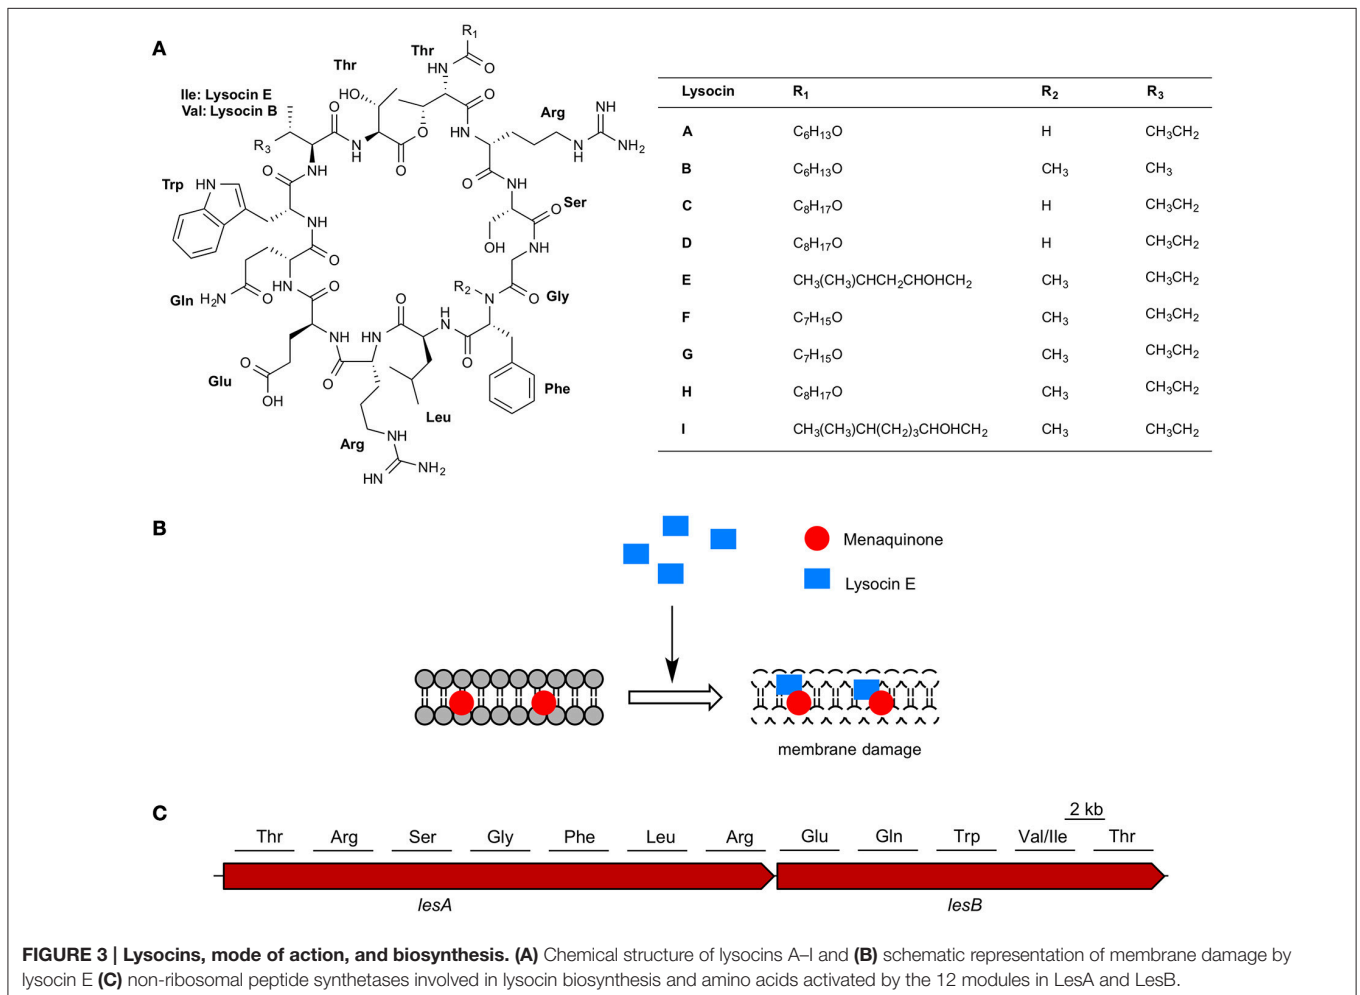 A
R1
Thr
HN
O
Thr
Ile: Lysocin E
Val: Lysocin B
HO
O
O
Arg
NH
R3
N
H
O
O
HN
N
H
NH2
NH
O
O
NH
Trp
HN
O
Ser
NH
O
OH
NH
O
R2
Gly
N
O
Gln
H2N
O
HN
O
O
H
N
NH
HN
O
O
O
Glu
OH
Phe
Leu
Arg
NH
HN
NH2
Lysocin R1 R2 R3
A C6H13O H CH3CH2
B C6H13O CH3 CH3
C C8H17O H CH3CH2
D C8H17O H CH3CH2
E CH3(CH3)CHCH2CHOHCH2 CH3 CH3CH2
F C7H15O CH3 CH3CH2
G C7H15O CH3 CH3CH2
H C8H17O CH3 CH3CH2
I CH3(CH3)CH(CH2)3CHOHCH2 CH3 CH3CH2
B
Menaquinone
Lysocin E
membrane damage
C
2 kb
Thr Arg Ser Gly Phe Leu Arg Glu Gln Trp Val/Ile Thr
lesA lesB
FIGURE 3 | Lysocins, mode of action, and biosynthesis. (A) Chemical structure of lysocins A–I and (B) schematic representation of membrane damage by
lysocin E (C) non-ribosomal peptide synthetases involved in lysocin biosynthesis and amino acids activated by the 12 modules in LesA and LesB.